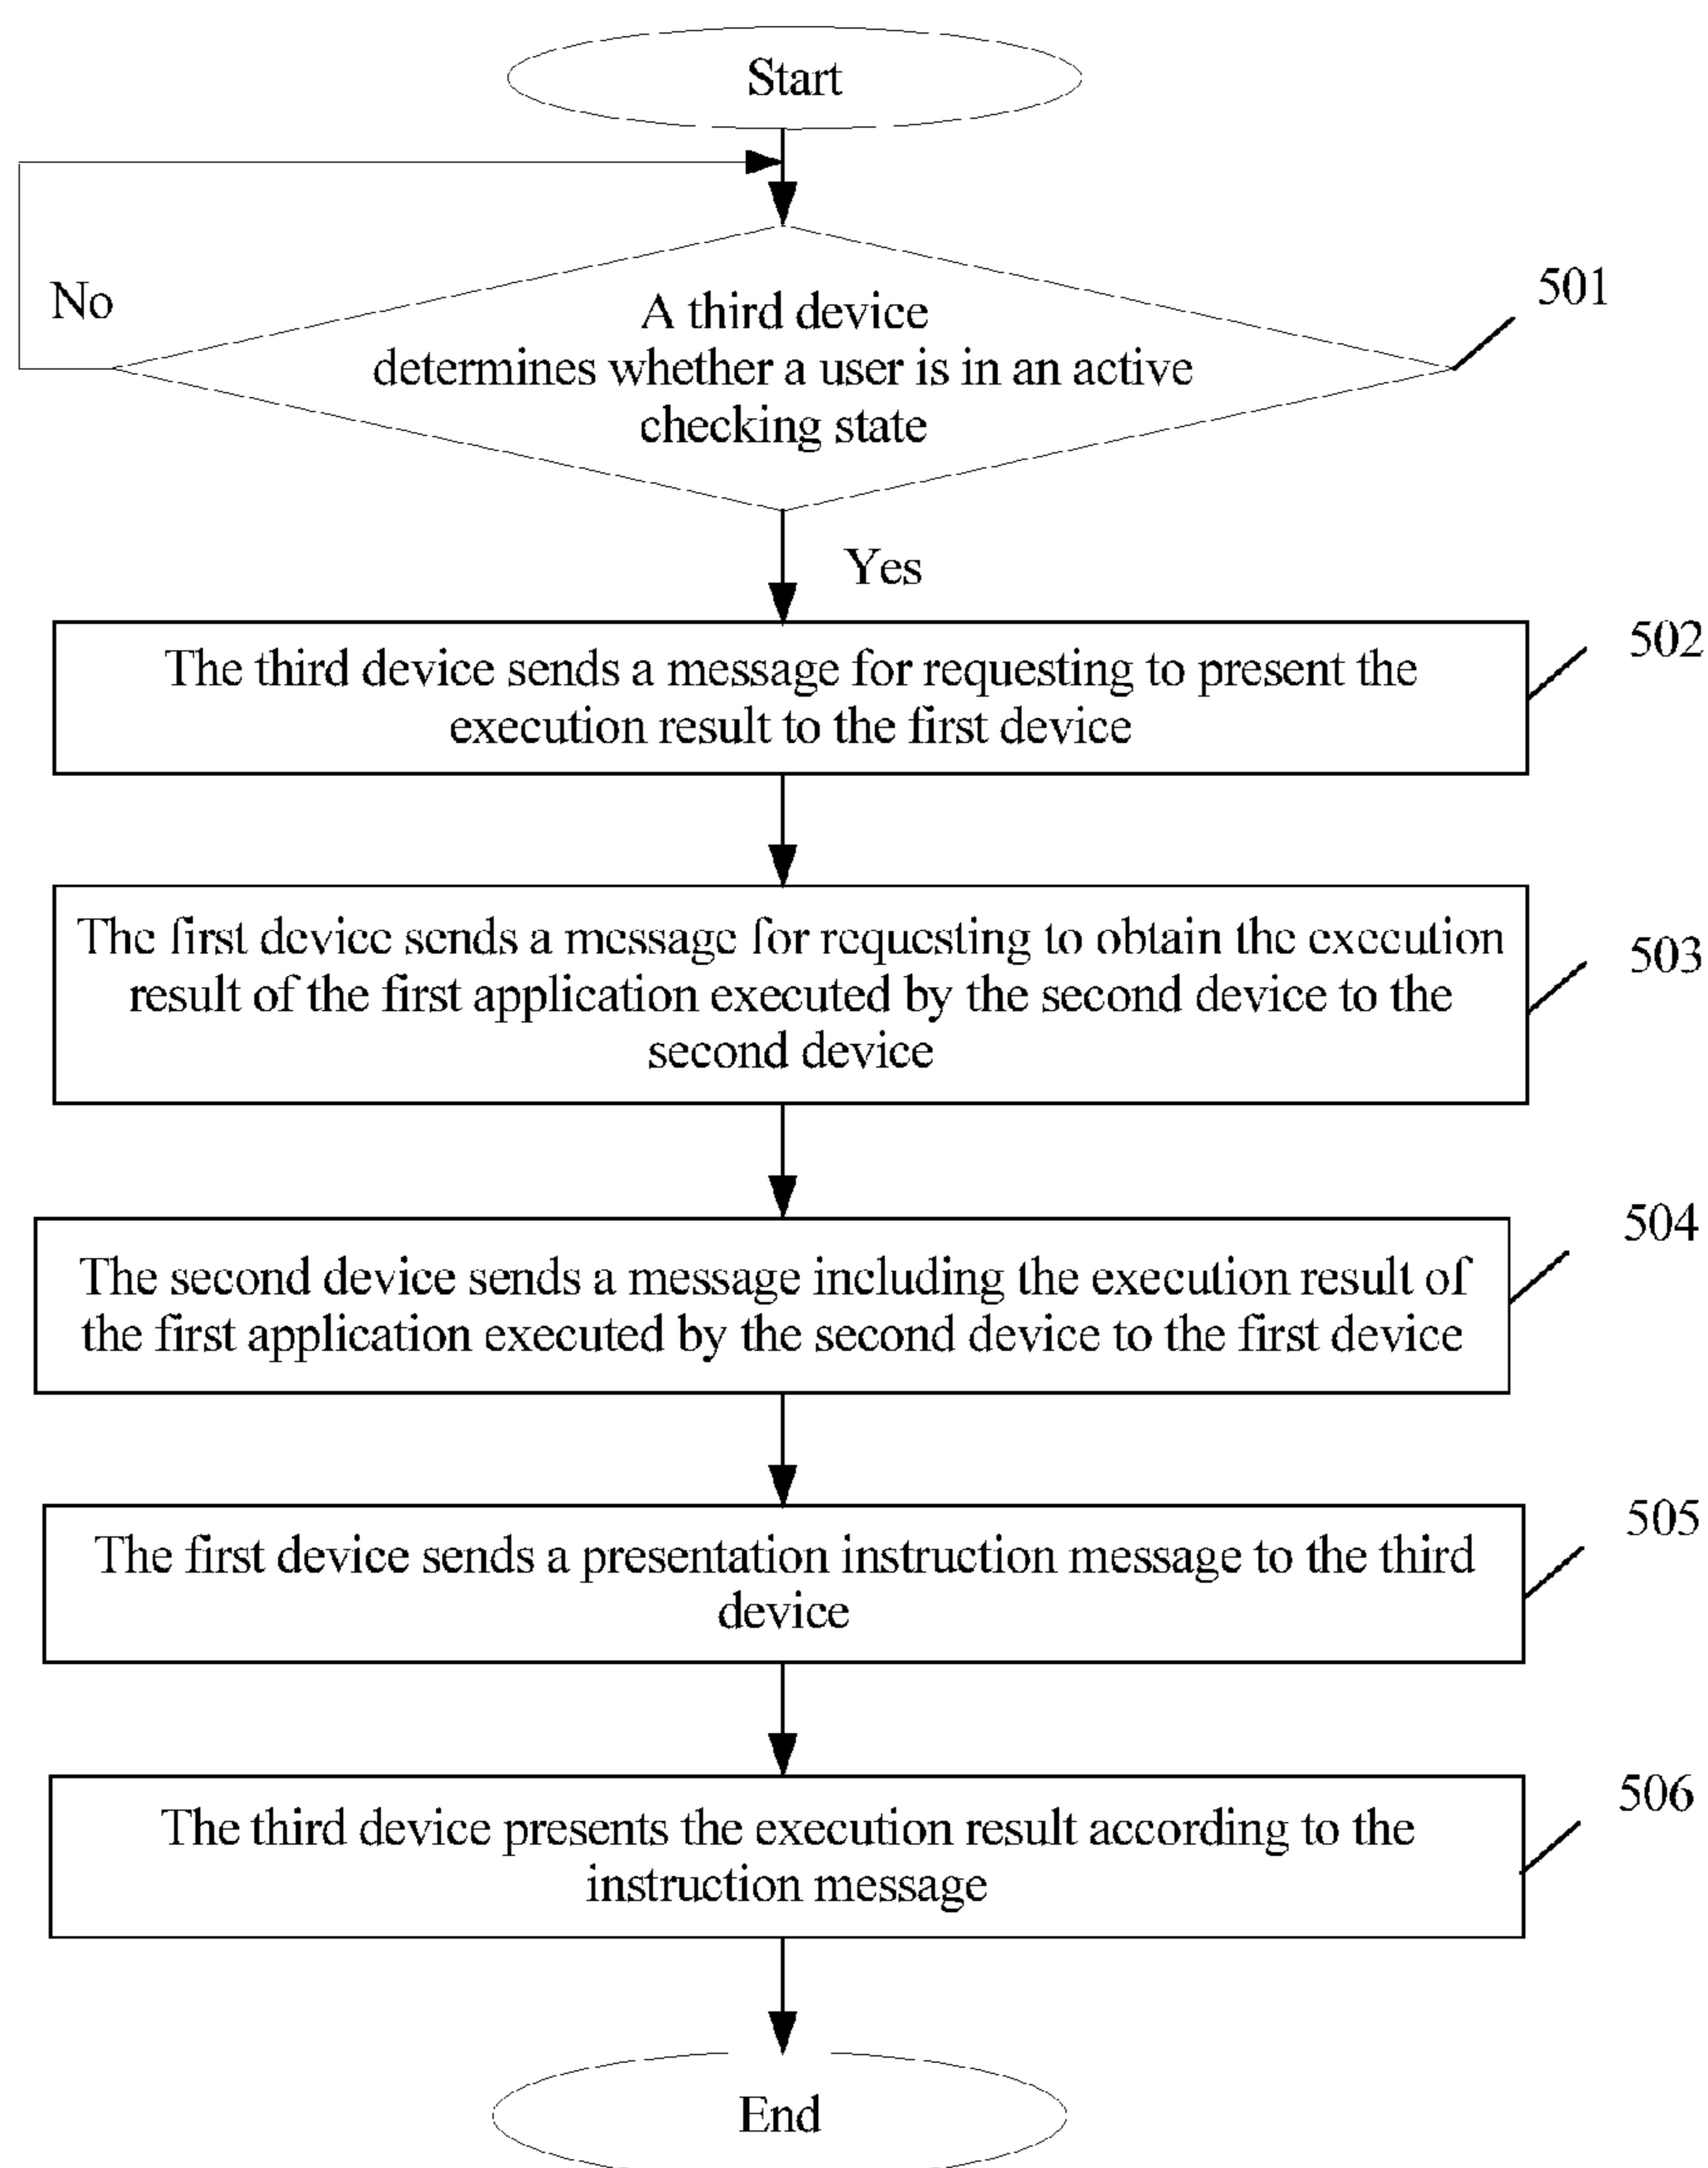 Start
No
A third device
determines whether a user is in an active
checking state
501
Yes
The third device sends a message for requesting to present the
execution result to the first device
502
The first device sends a message for requesting to obtain the execution
result of the first application executed by the second device to the
second device
503
The second device sends a message including the execution result of
the first application executed by the second device to the first device
504
The first device sends a presentation instruction message to the third
device
505
The third device presents the execution result according to the
instruction message
506
End